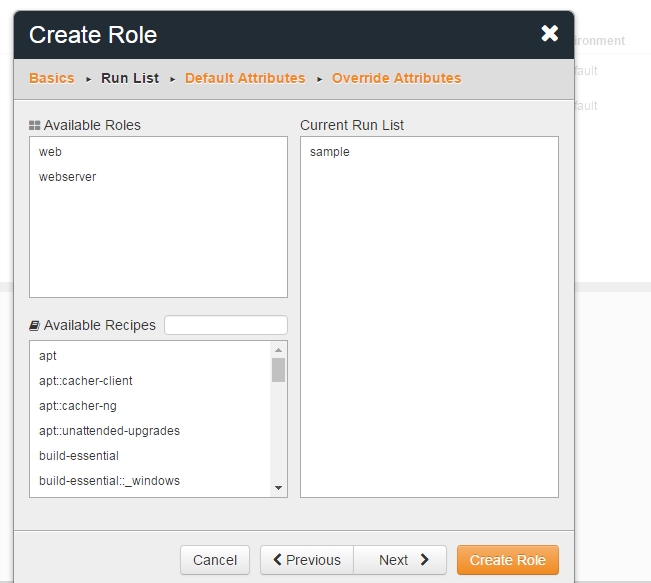 Create Role
Basics ▸ Run List ▸ Default Attributes ▸ Override Attributes
Available Roles
web
webserver
Current Run List
sample
Available Recipes
apt
apt::cacher-client
apt::cacher-ng
apt::unattended-upgrades
build-essential
build-essential::_windows
Cancel
Previous
Next
Create Role
ironment
fault
fault